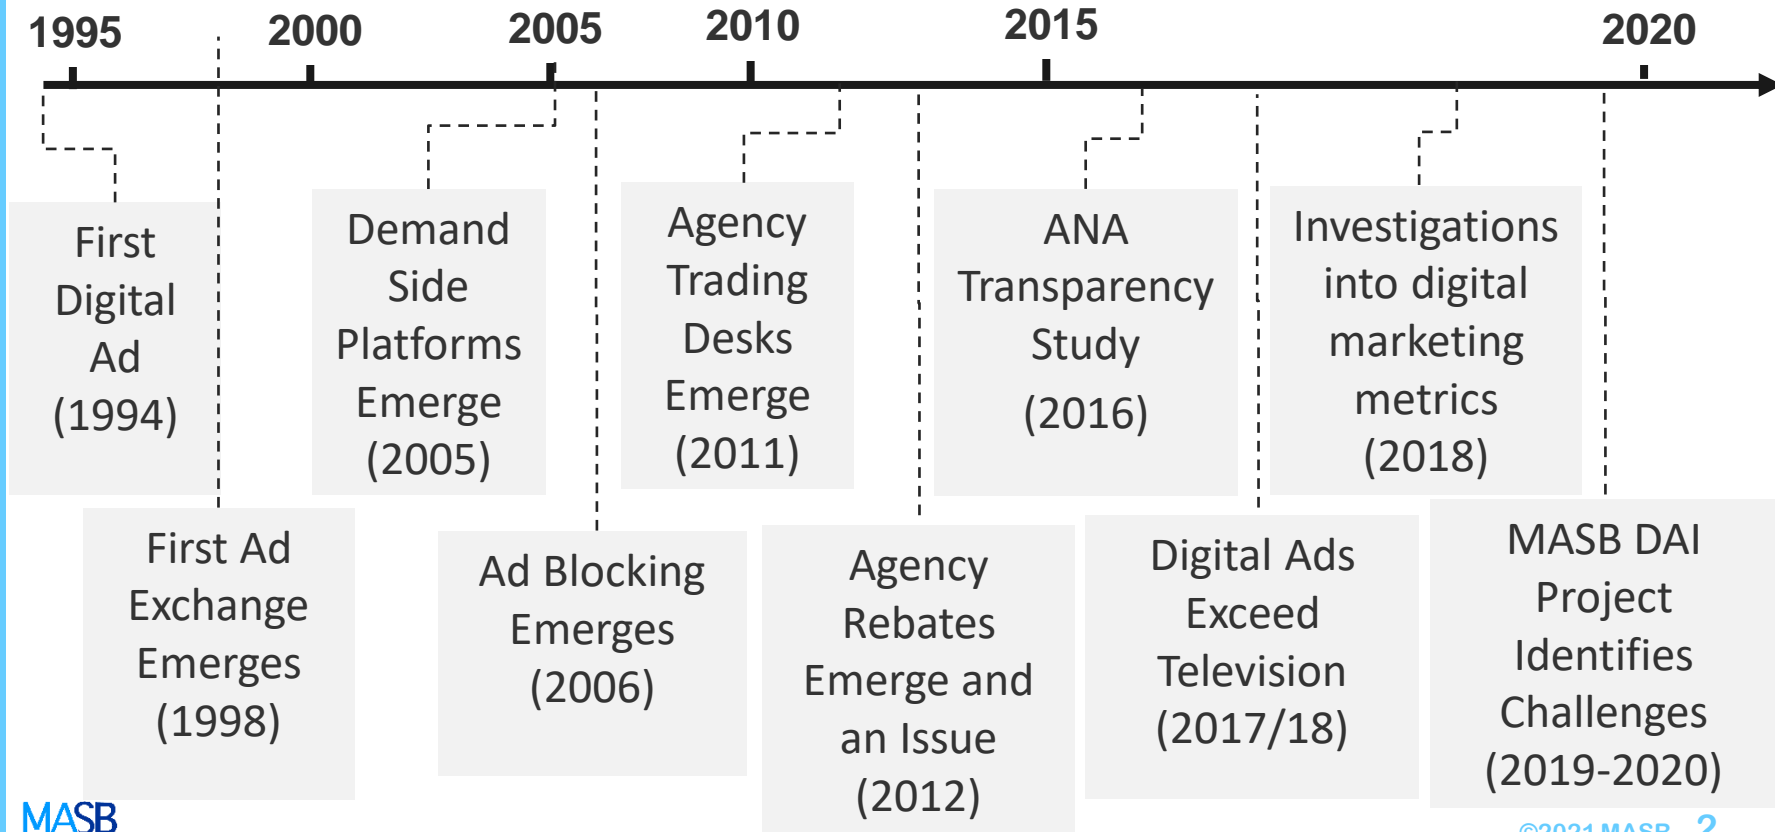 1995
2000
2005
2010
2015
2020
First
Digital
Ad
(1994)
Demand
Side
Platforms
Emerge
(2005)
Agency
Trading
Desks
Emerge
(2011)
ANA
Transparency
Study
(2016)
Investigations
into digital
marketing
metrics
(2018)
First Ad
Exchange
Emerges
(1998)
Ad Blocking
Emerges
(2006)
Agency
Rebates
Emerge and
an Issue
(2012)
Digital Ads
Exceed
Television
(2017/18)
MASB DAI
Project
Identifies
Challenges
(2019-2020)
MASB
©2021 MASB 2